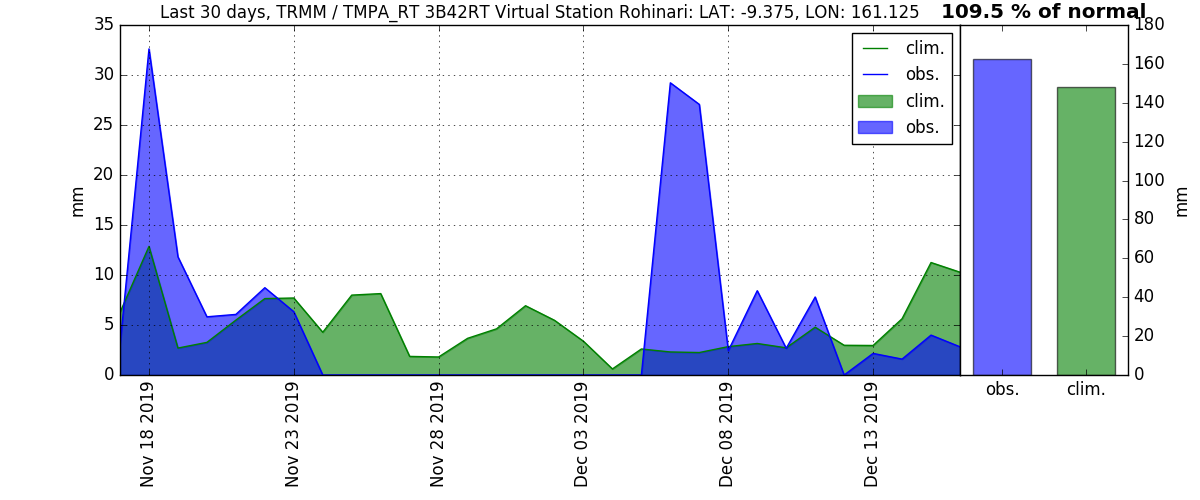 Last 30 days, TRMM / TMPA_RT 3B42RT Virtual Station Rohinari: LAT: -9.375, LON: 161.125
109.5 % of normal
35
30
25
20
15
10
5
0
mm
clim.
obs.
clim.
obs.
Nov 18 2019
Nov 23 2019
Nov 28 2019
Dec 03 2019
Dec 08 2019
Dec 13 2019
180
160
140
120
100
80
60
40
20
0
mm
obs.
clim.